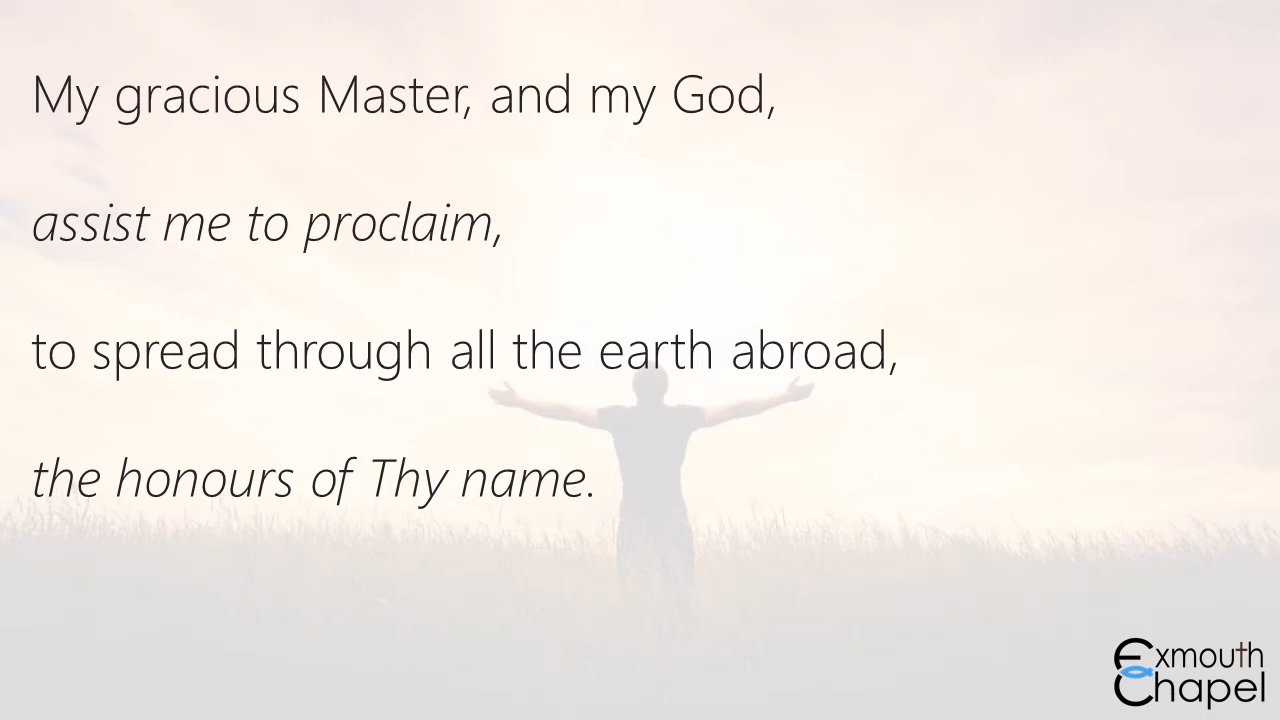 My gracious Master, and my God,
assist me to proclaim,
to spread through all the earth abroad,
the honours of Thy name.
Exmouth
Chapel